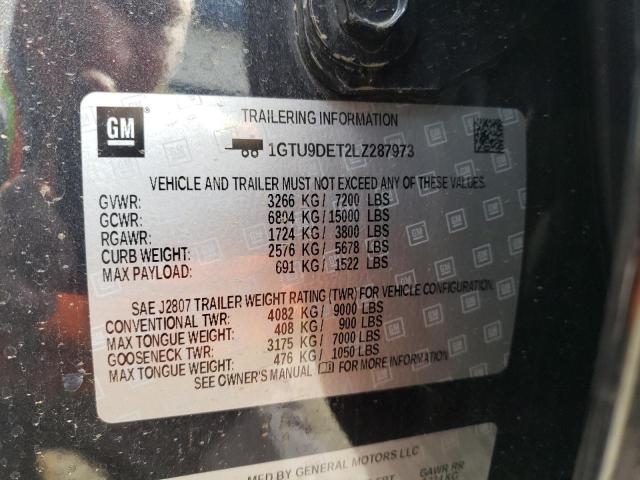 GM
TRAILERING INFORMATION
1GTU9DET2LZ287973
VEHICLE AND TRAILER MUST NOT EXCEED ANY OF THESE VALUES.
GVWR: 3266 KG/ 7200 LBS
GCWR: 6804 KG/15000 LBS
RGAWR: 1724 KG/ 3800 LBS
CURB WEIGHT: 2576 KG/ 5678 LBS
MAX PAYLOAD: 691 KG/ 1522 LBS
SAE J2807 TRAILER WEIGHT RATING (TWR) FOR VEHICLE CONFIGURATION.
CONVENTIONAL TWR: 4082 KG/ 9000 LBS
MAX TONGUE WEIGHT: 408 KG/ 900 LBS
GOOSENECK TWR: 3175 KG/ 7000 LBS
MAX TONGUE WEIGHT: 476 KG/ 1050 LBS
SEE OWNER'S MANUAL FOR MORE INFORMATION
MFD BY GENERAL MOTORS LLC
GAWR RR